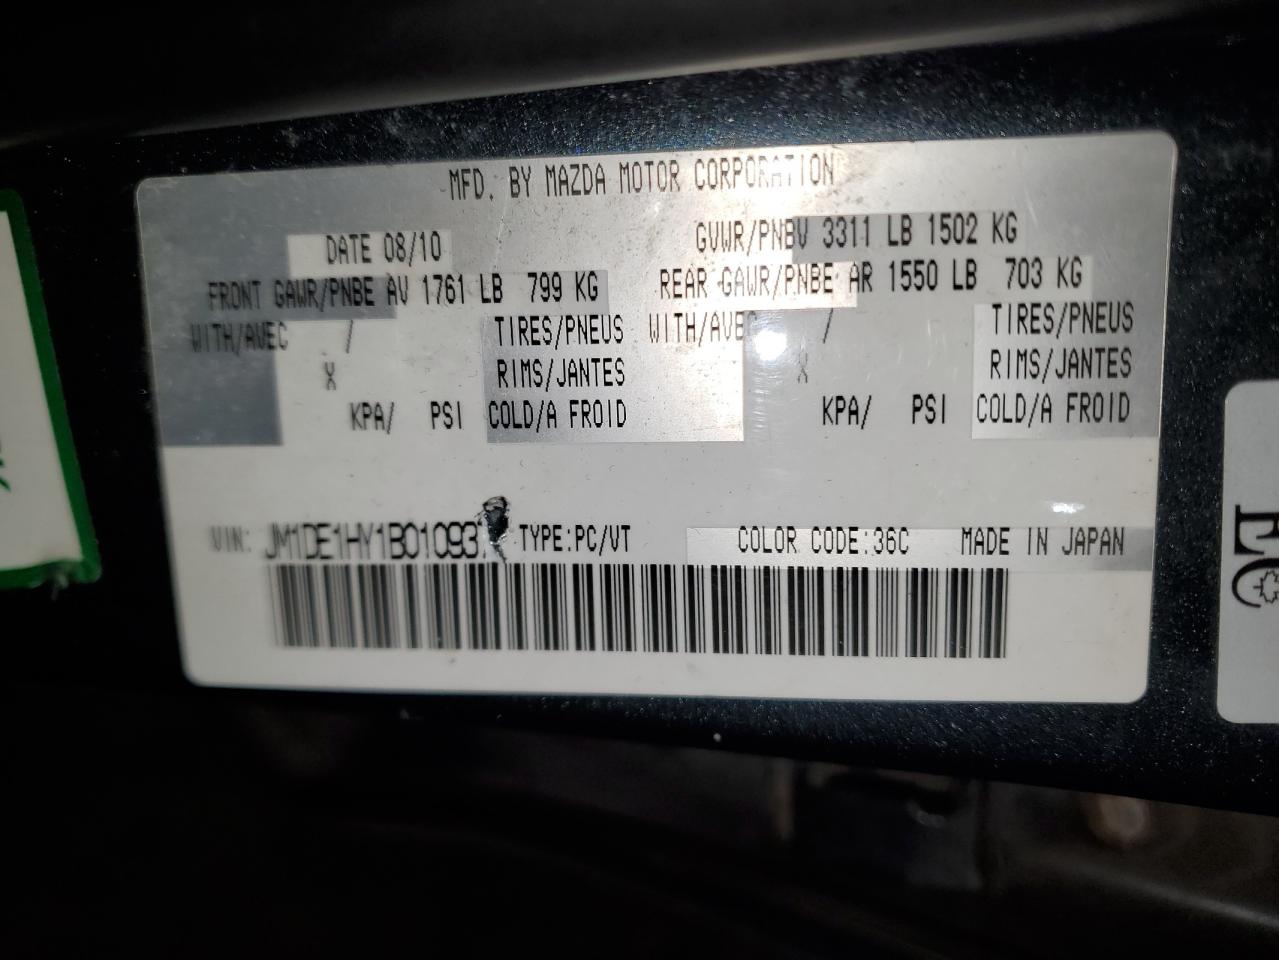 MFD. BY MAZDA MOTOR CORPORATION
DATE 08/10 GVWR/PNBV 3311 LB 1502 KG
FRONT GAWR/PNBE AV 1761 LB 799 KG REAR GAWR/PNBE AR 1550 LB 703 KG
WITH/AVEC / TIRES/PNEUS WITH/AVEC / TIRES/PNEUS
X RIMS/JANTES X RIMS/JANTES
KPA/ PSI COLD/A FROID KPA/ PSI COLD/A FROID
VIN: TYPE:PC/VT COLOR CODE:36C MADE IN JAPAN
EC